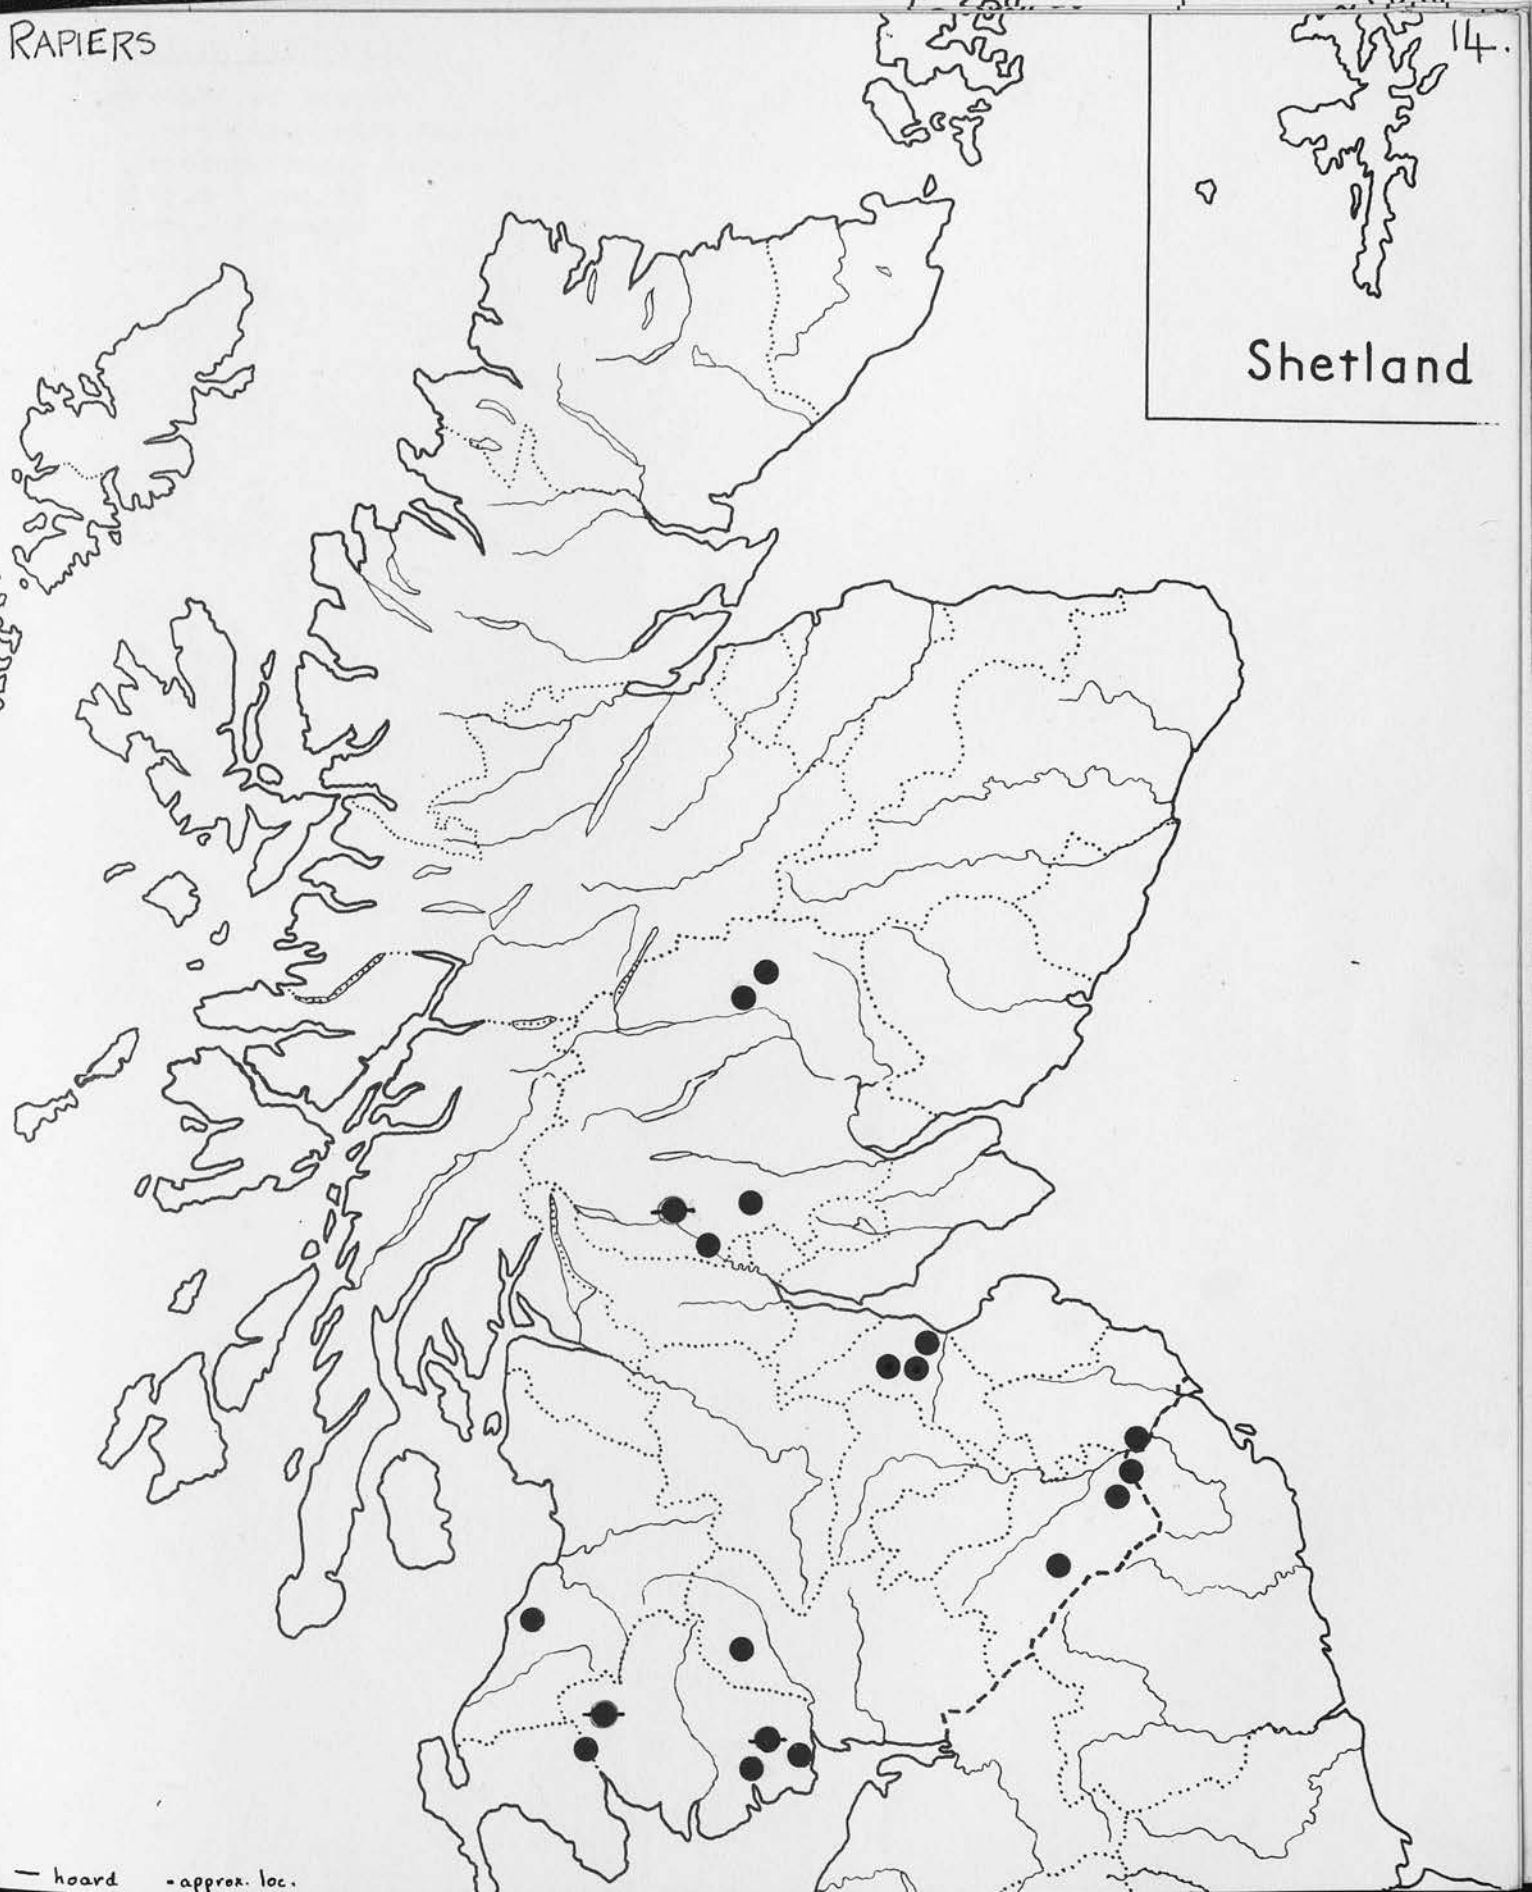 RAPIERS
14.
Shetland
— hoard -approx. loc.